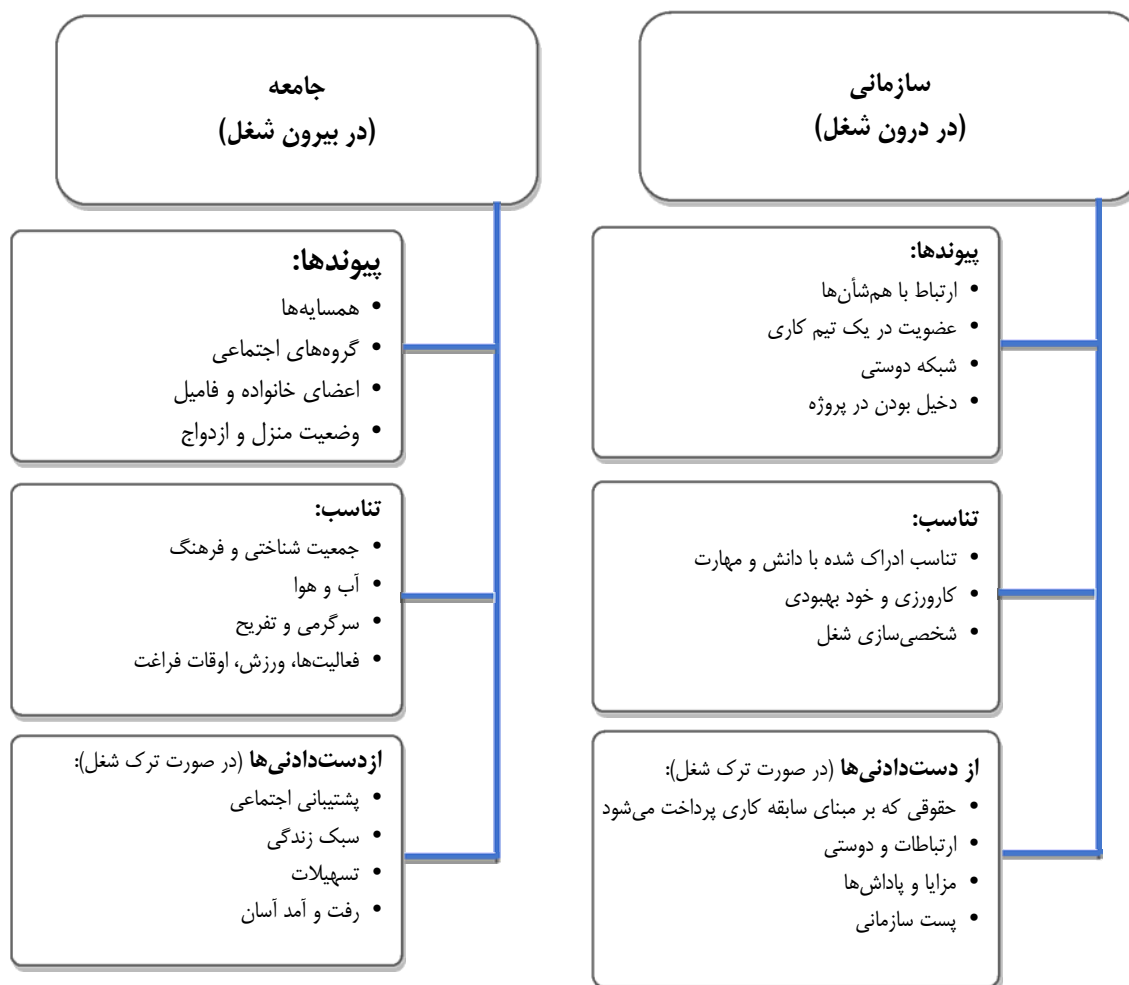 سازمانی
(در درون شغل)
پیوندها:
• ارتباط با هم‌شأن‌ها
• عضویت در یک تیم کاری
• شبکه دوستی
• دخیل بودن در پروژه
تناسب:
• تناسب ادراک شده با دانش و مهارت
• کارورزی و خود بهبودی
• شخصی‌سازی شغل
از دست‌دادنی‌ها (در صورت ترک شغل):
• حقوقی که بر مبنای سابقه کاری پرداخت می‌شود
• ارتباطات و دوستی
• مزایا و پاداش‌ها
• پست سازمانی
جامعه
(در بیرون شغل)
پیوندها:
• همسایه‌ها
• گروه‌های اجتماعی
• اعضای خانواده و فامیل
• وضعیت منزل و ازدواج
تناسب:
• جمعیت شناختی و فرهنگ
• آب و هوا
• سرگرمی و تفریح
• فعالیت‌ها، ورزش، اوقات فراغت
ازدست‌دادنی‌ها (در صورت ترک شغل):
• پشتیبانی اجتماعی
• سبک زندگی
• تسهیلات
• رفت و آمد آسان